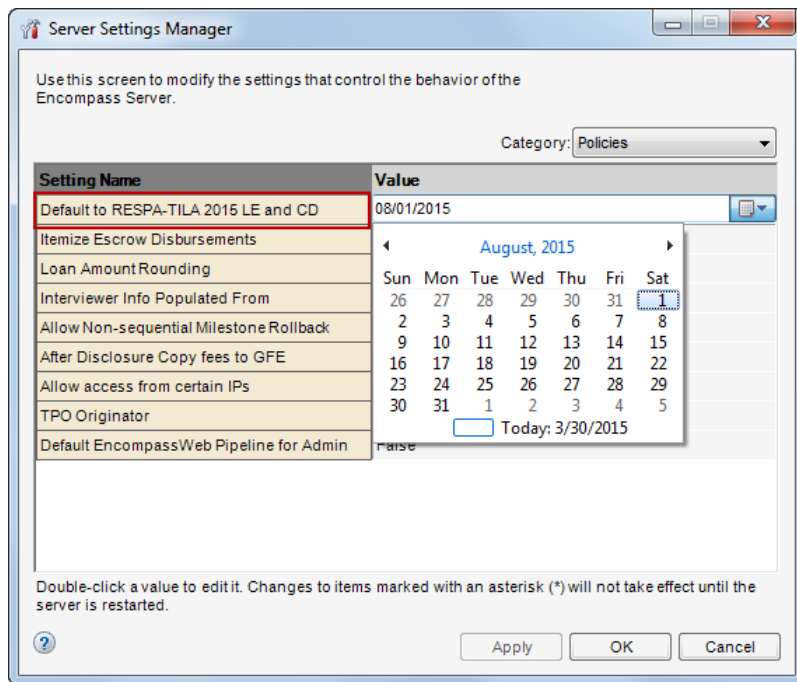 Server Settings Manager
Use this screen to modify the settings that control the behavior of the
Encompass Server.
Category: Policies
Setting Name Value
Default to RESPA-TILA 2015 LE and CD 08/01/2015
Itemize Escrow Disbursements
Loan Amount Rounding
Interviewer Info Populated From
Allow Non-sequential Milestone Rollback
After Disclosure Copy fees to GFE
Allow access from certain IPs
TPO Originator
Default EncompassWeb Pipeline for Admin False
August, 2015
Sun Mon Tue Wed Thu Fri Sat
26 27 28 29 30 31 1
2 3 4 5 6 7 8
9 10 11 12 13 14 15
16 17 18 19 20 21 22
23 24 25 26 27 28 29
30 31 1 2 3 4 5
Today: 3/30/2015
Double-click a value to edit it. Changes to items marked with an asterisk (*) will not take effect until the
server is restarted.
? Apply OK Cancel